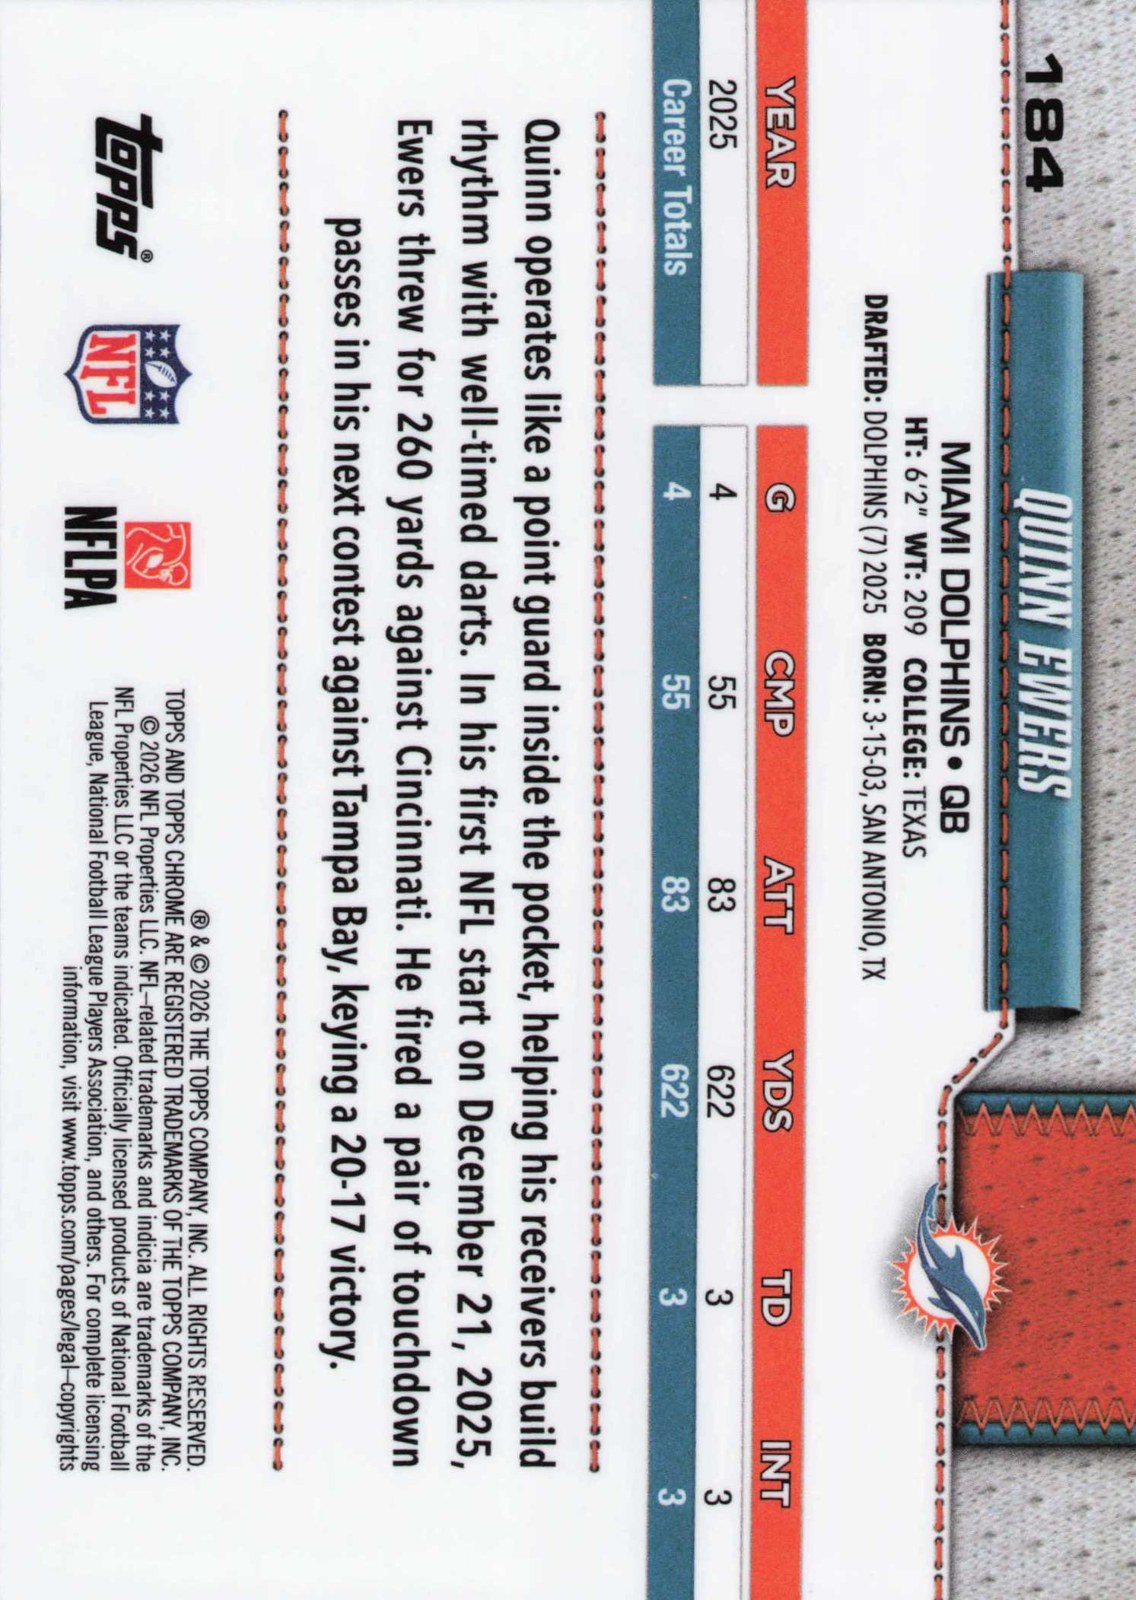 184
QUINN EWERS
MIAMI DOLPHINS • QB
HT: 6'2" WT: 209 COLLEGE: TEXAS
DRAFTED: DOLPHINS (7) 2025 BORN: 3-15-03, SAN ANTONIO, TX
YEAR G CMP ATT YDS TD INT
2025 4 55 83 622 3 3
Career Totals 4 55 83 622 3 3
Quinn operates like a point guard inside the pocket, helping his receivers build
rhythm with well-timed darts. In his first NFL start on December 21, 2025,
Ewers threw for 260 yards against Cincinnati. He fired a pair of touchdown
passes in his next contest against Tampa Bay, keying a 20-17 victory.
topps®
NFL
NFLPA
® & © 2026 THE TOPPS COMPANY, INC. ALL RIGHTS RESERVED.
TOPPS AND TOPPS CHROME ARE REGISTERED TRADEMARKS OF THE TOPPS COMPANY, INC.
© 2026 NFL Properties LLC. NFL-related trademarks and indicia are trademarks of the
NFL Properties LLC or the teams indicated. Officially licensed products of National Football
League, National Football League Players Association, and others. For complete licensing
information, visit www.topps.com/pages/legal-copyrights